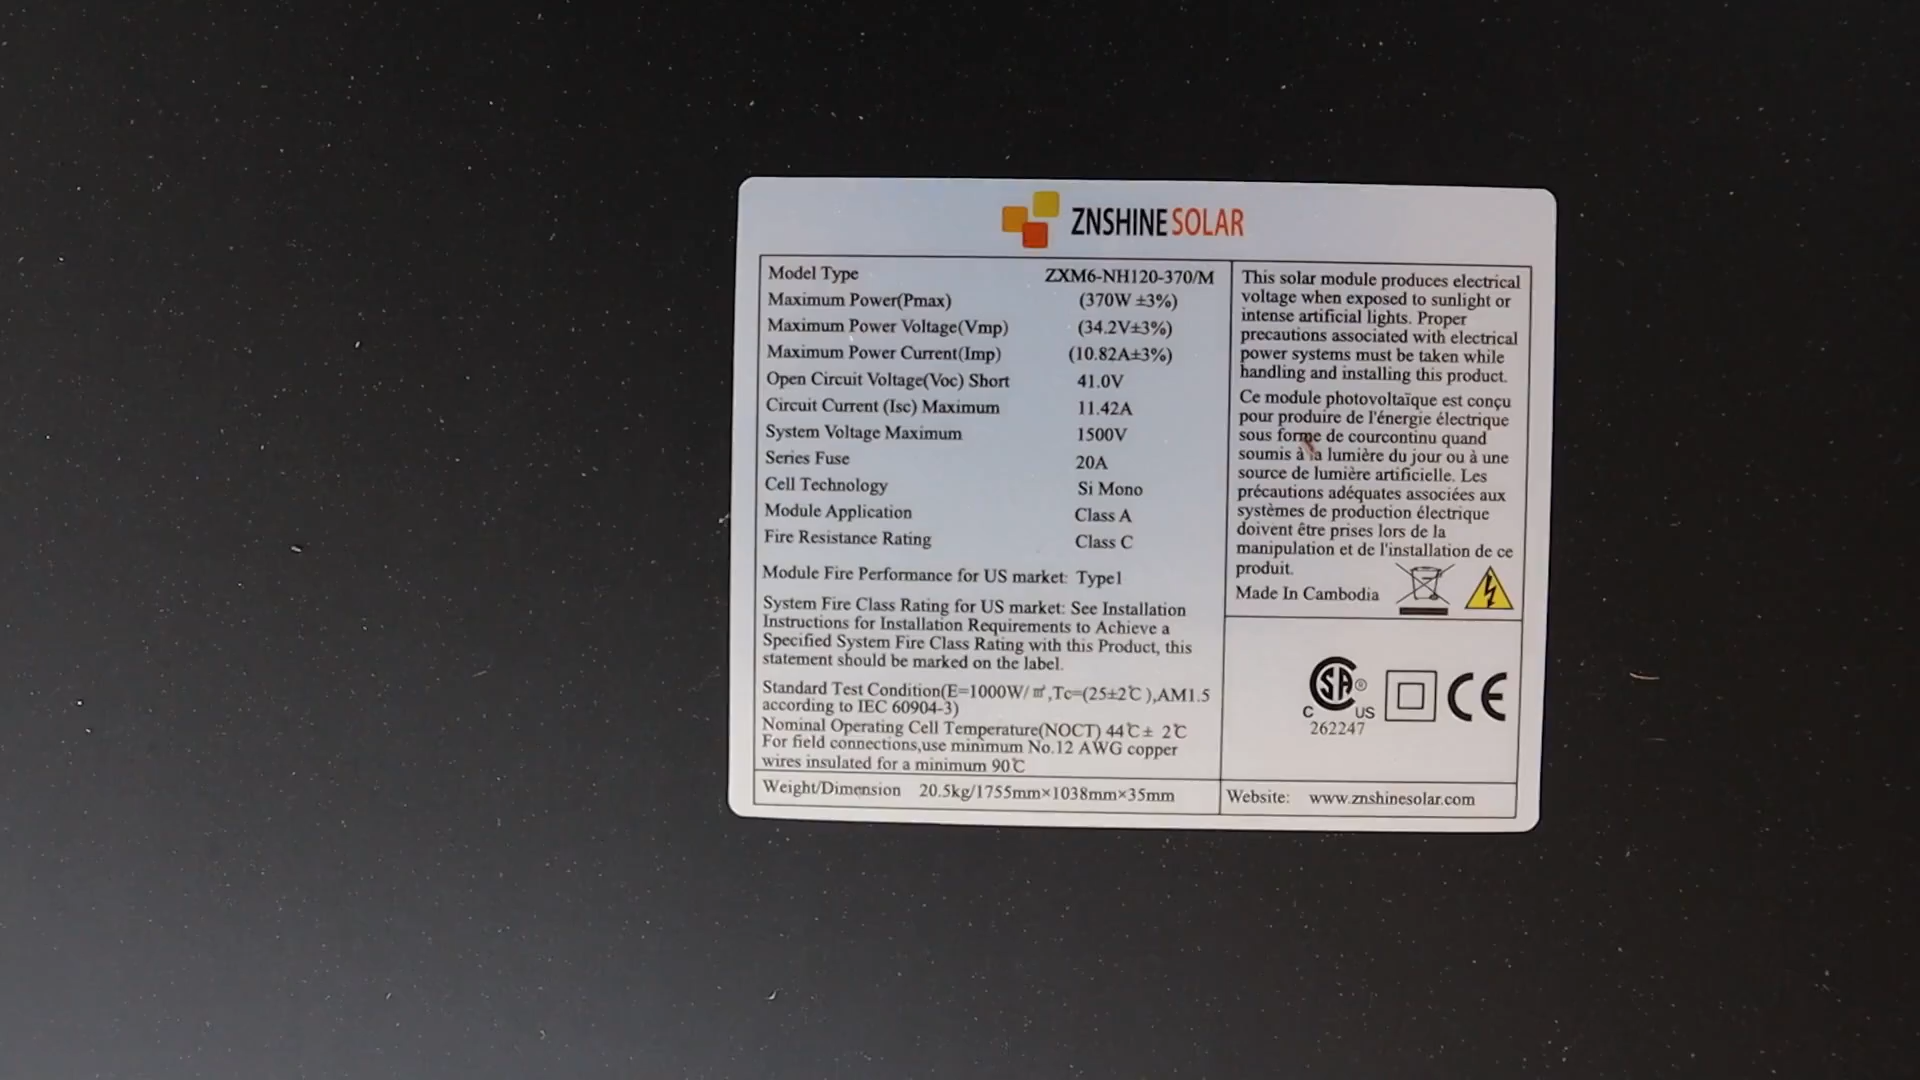 ZNSHINE SOLAR
Model Type ZXM6-NH120-370/M
Maximum Power(Pmax) (370W ±3%)
Maximum Power Voltage(Vmp) (34.2V±3%)
Maximum Power Current(Imp) (10.82A±3%)
Open Circuit Voltage(Voc) Short 41.0V
Circuit Current (Isc) Maximum 11.42A
System Voltage Maximum 1500V
Series Fuse 20A
Cell Technology Si Mono
Module Application Class A
Fire Resistance Rating Class C
Module Fire Performance for US market: Type1
System Fire Class Rating for US market: See Installation
Instructions for Installation Requirements to Achieve a
Specified System Fire Class Rating with this Product, this
statement should be marked on the label.
Standard Test Condition(E=1000W/㎡,Tc=(25±2℃),AM1.5
according to IEC 60904-3)
Nominal Operating Cell Temperature(NOCT) 44℃± 2℃
For field connections,use minimum No.12 AWG copper
wires insulated for a minimum 90℃
Weight/Dimension 20.5kg/1755mm×1038mm×35mm
This solar module produces electrical
voltage when exposed to sunlight or
intense artificial lights. Proper
precautions associated with electrical
power systems must be taken while
handling and installing this product.
Ce module photovoltaïque est conçu
pour produire de l'énergie électrique
sous forme de courcontinu quand
soumis à la lumière du jour ou à une
source de lumière artificielle. Les
précautions adéquates associées aux
systèmes de production électrique
doivent être prises lors de la
manipulation et de l'installation de ce
produit.
Made In Cambodia
SA®
C US
262247
CE
Website: www.znshinesolar.com